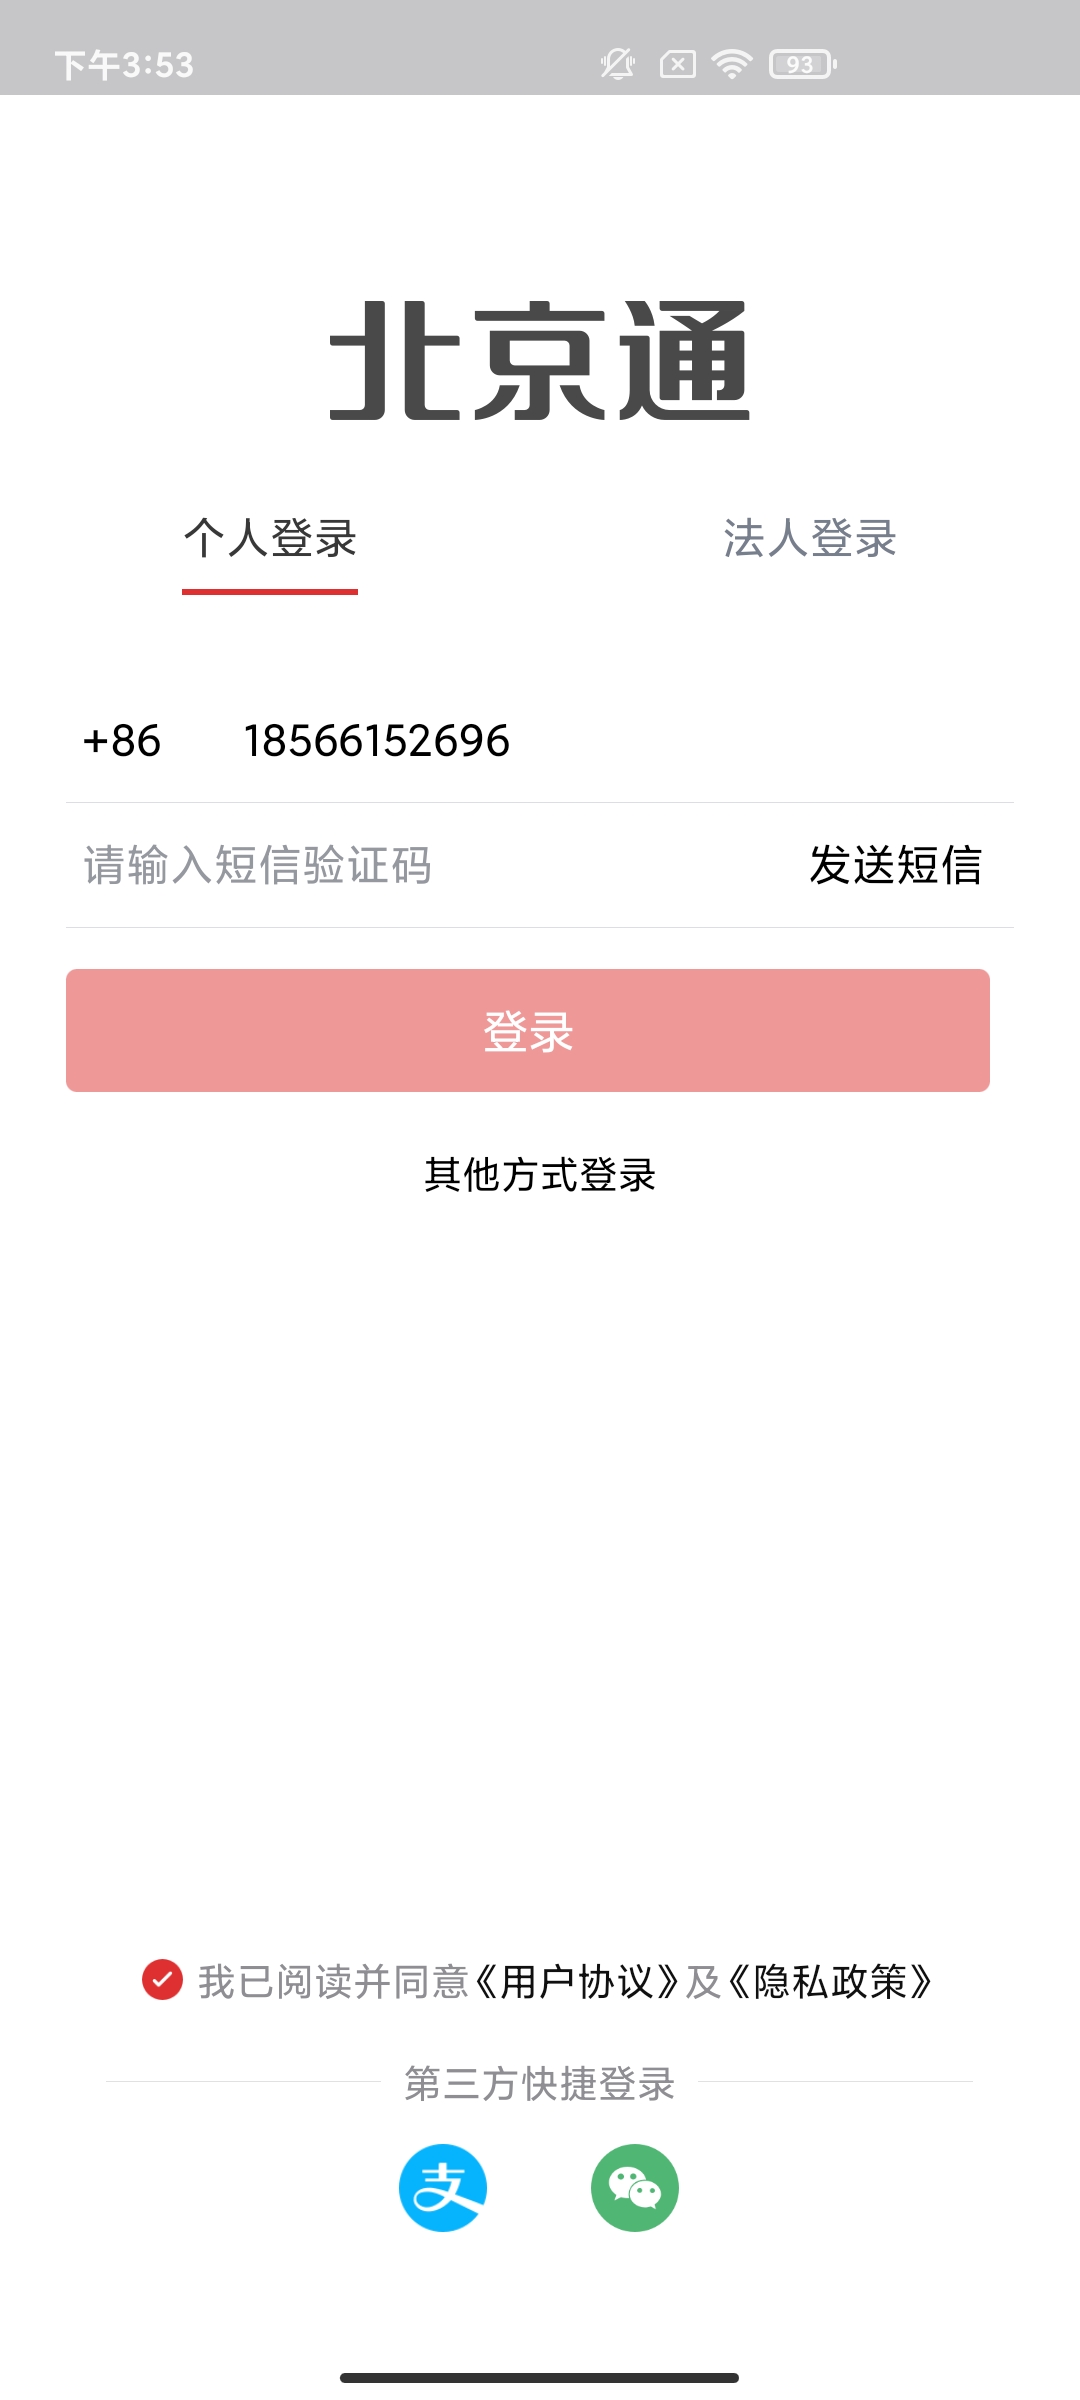 下午3:53 93
北京通
个人登录 法人登录
+86 18566152696
请输入短信验证码 发送短信
登录
其他方式登录
我已阅读并同意《用户协议》及《隐私政策》
第三方快捷登录
支